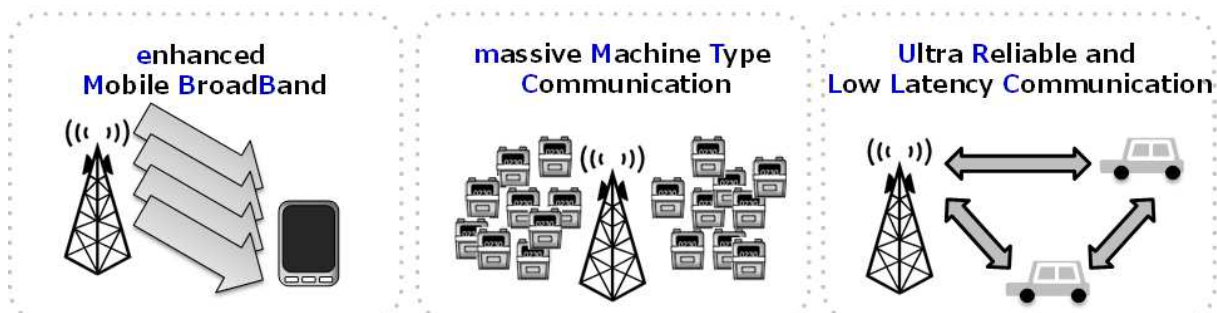 enhanced
Mobile BroadBand
massive Machine Type
Communication
Ultra Reliable and
Low Latency Communication